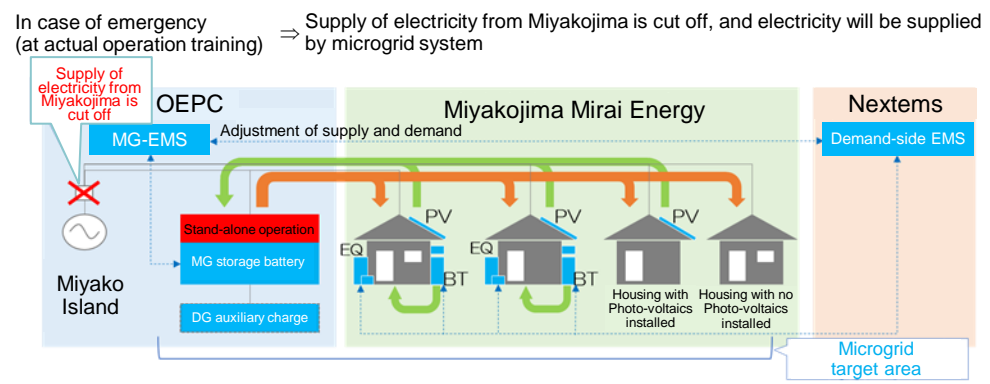 In case of emergency
(at actual operation training)
⇒
Supply of electricity from Miyakojima is cut off, and electricity will be supplied
by microgrid system
Supply of
electricity from
Miyakojima is
cut off
OEPC
Miyakojima Mirai Energy
Nextems
MG-EMS
Adjustment of supply and demand
Demand-side EMS
Stand-alone operation
MG storage battery
DG auxiliary charge
Miyako
Island
PV
EQ
BT
PV
EQ
BT
PV
Housing with
Photo-voltaics
installed
Housing with no
Photo-voltaics
installed
Microgrid
target area